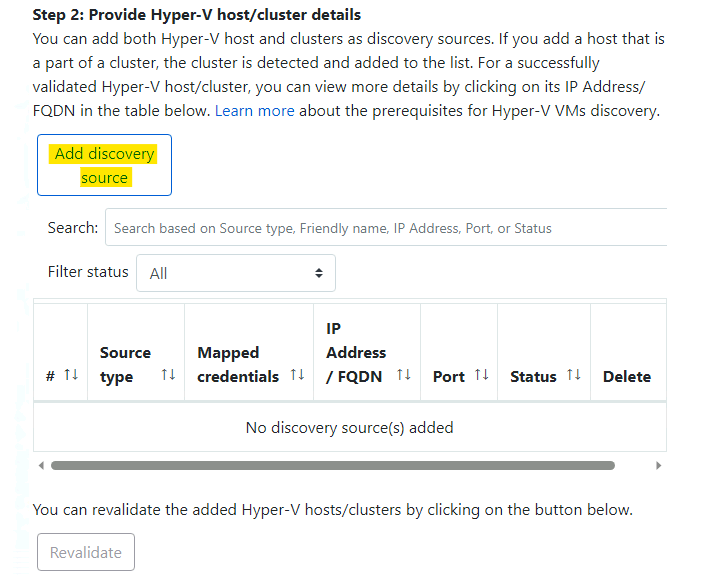 Step 2: Provide Hyper-V host/cluster details
You can add both Hyper-V host and clusters as discovery sources. If you add a host that is
a part of a cluster, the cluster is detected and added to the list. For a successfully
validated Hyper-V host/cluster, you can view more details by clicking on its IP Address/
FQDN in the table below. Learn more about the prerequisites for Hyper-V VMs discovery.
Add discovery
source
Search: Search based on Source type, Friendly name, IP Address, Port, or Status
Filter status All
# ↑↓ Source type ↑↓ Mapped credentials ↑↓ IP Address / FQDN ↑↓ Port ↑↓ Status ↑↓ Delete
No discovery source(s) added
You can revalidate the added Hyper-V hosts/clusters by clicking on the button below.
Revalidate